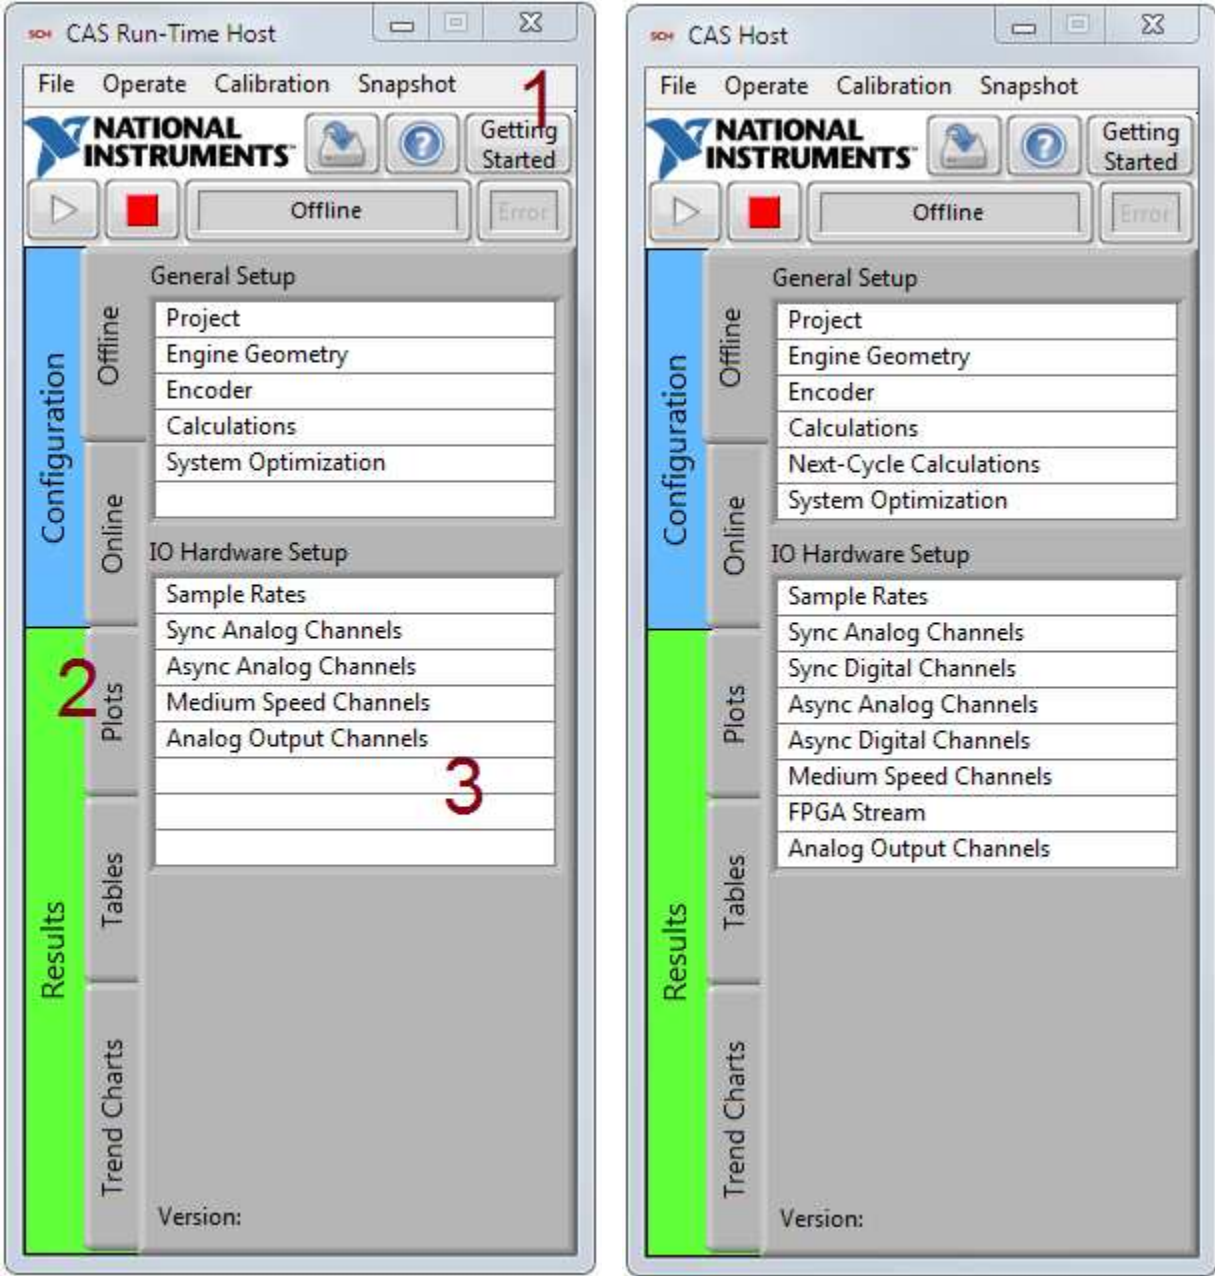 SCM CAS Run-Time Host
File Operate Calibration Snapshot
1
NATIONAL
INSTRUMENTS™
Getting
Started
Offline
Error
Configuration
Offline
Online
General Setup
Project
Engine Geometry
Encoder
Calculations
System Optimization
IO Hardware Setup
Sample Rates
Sync Analog Channels
Async Analog Channels
Medium Speed Channels
Analog Output Channels
2
3
Results
Plots
Tables
Trend Charts
Version:
SCM CAS Host
File Operate Calibration Snapshot
NATIONAL
INSTRUMENTS™
Getting
Started
Offline
Error
Configuration
Offline
Online
General Setup
Project
Engine Geometry
Encoder
Calculations
Next-Cycle Calculations
System Optimization
IO Hardware Setup
Sample Rates
Sync Analog Channels
Sync Digital Channels
Async Analog Channels
Async Digital Channels
Medium Speed Channels
FPGA Stream
Analog Output Channels
Results
Plots
Tables
Trend Charts
Version: